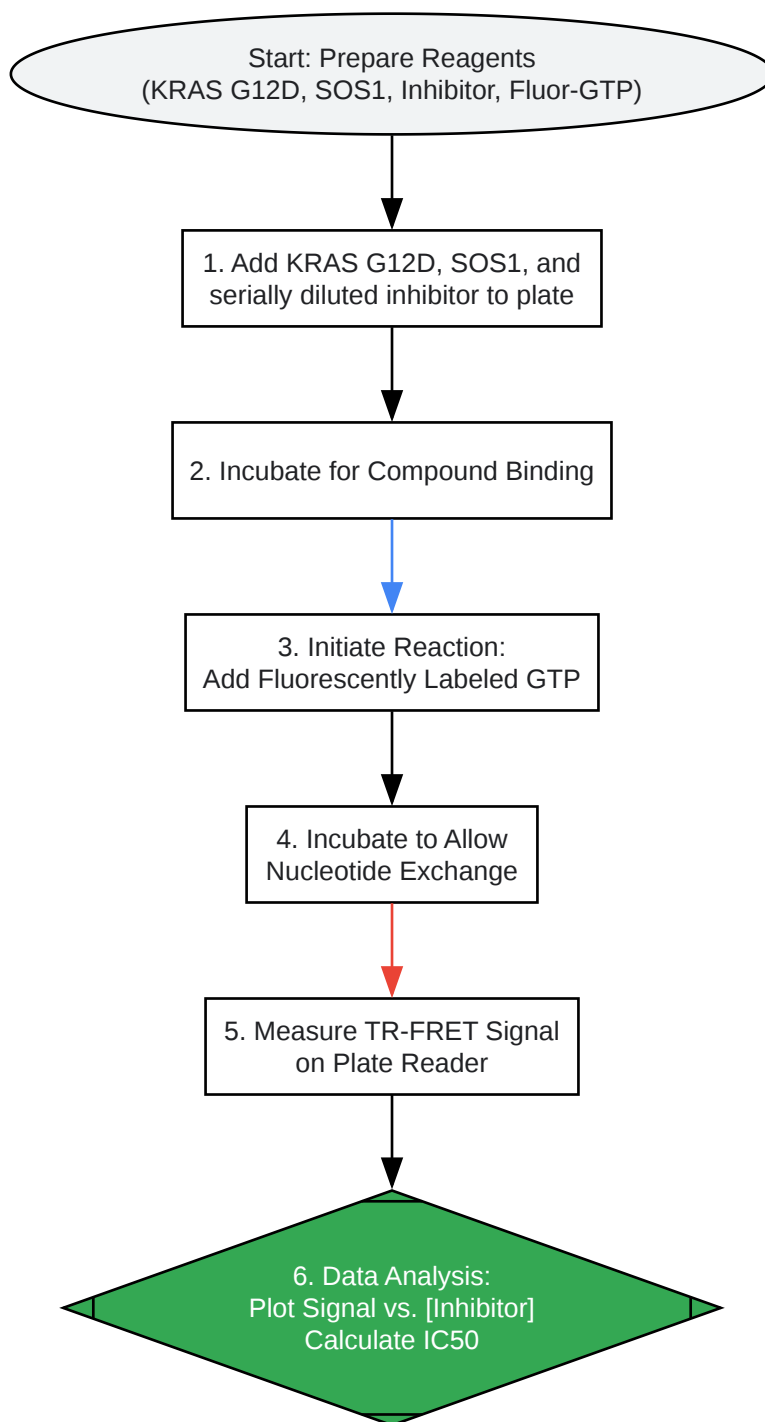 Start: Prepare Reagents
(KRAS G12D, SOS1, Inhibitor, Fluor-GTP)
1. Add KRAS G12D, SOS1, and
serially diluted inhibitor to plate
2. Incubate for Compound Binding
3. Initiate Reaction:
Add Fluorescently Labeled GTP
4. Incubate to Allow
Nucleotide Exchange
5. Measure TR-FRET Signal
on Plate Reader
6. Data Analysis:
Plot Signal vs. [Inhibitor]
Calculate IC50